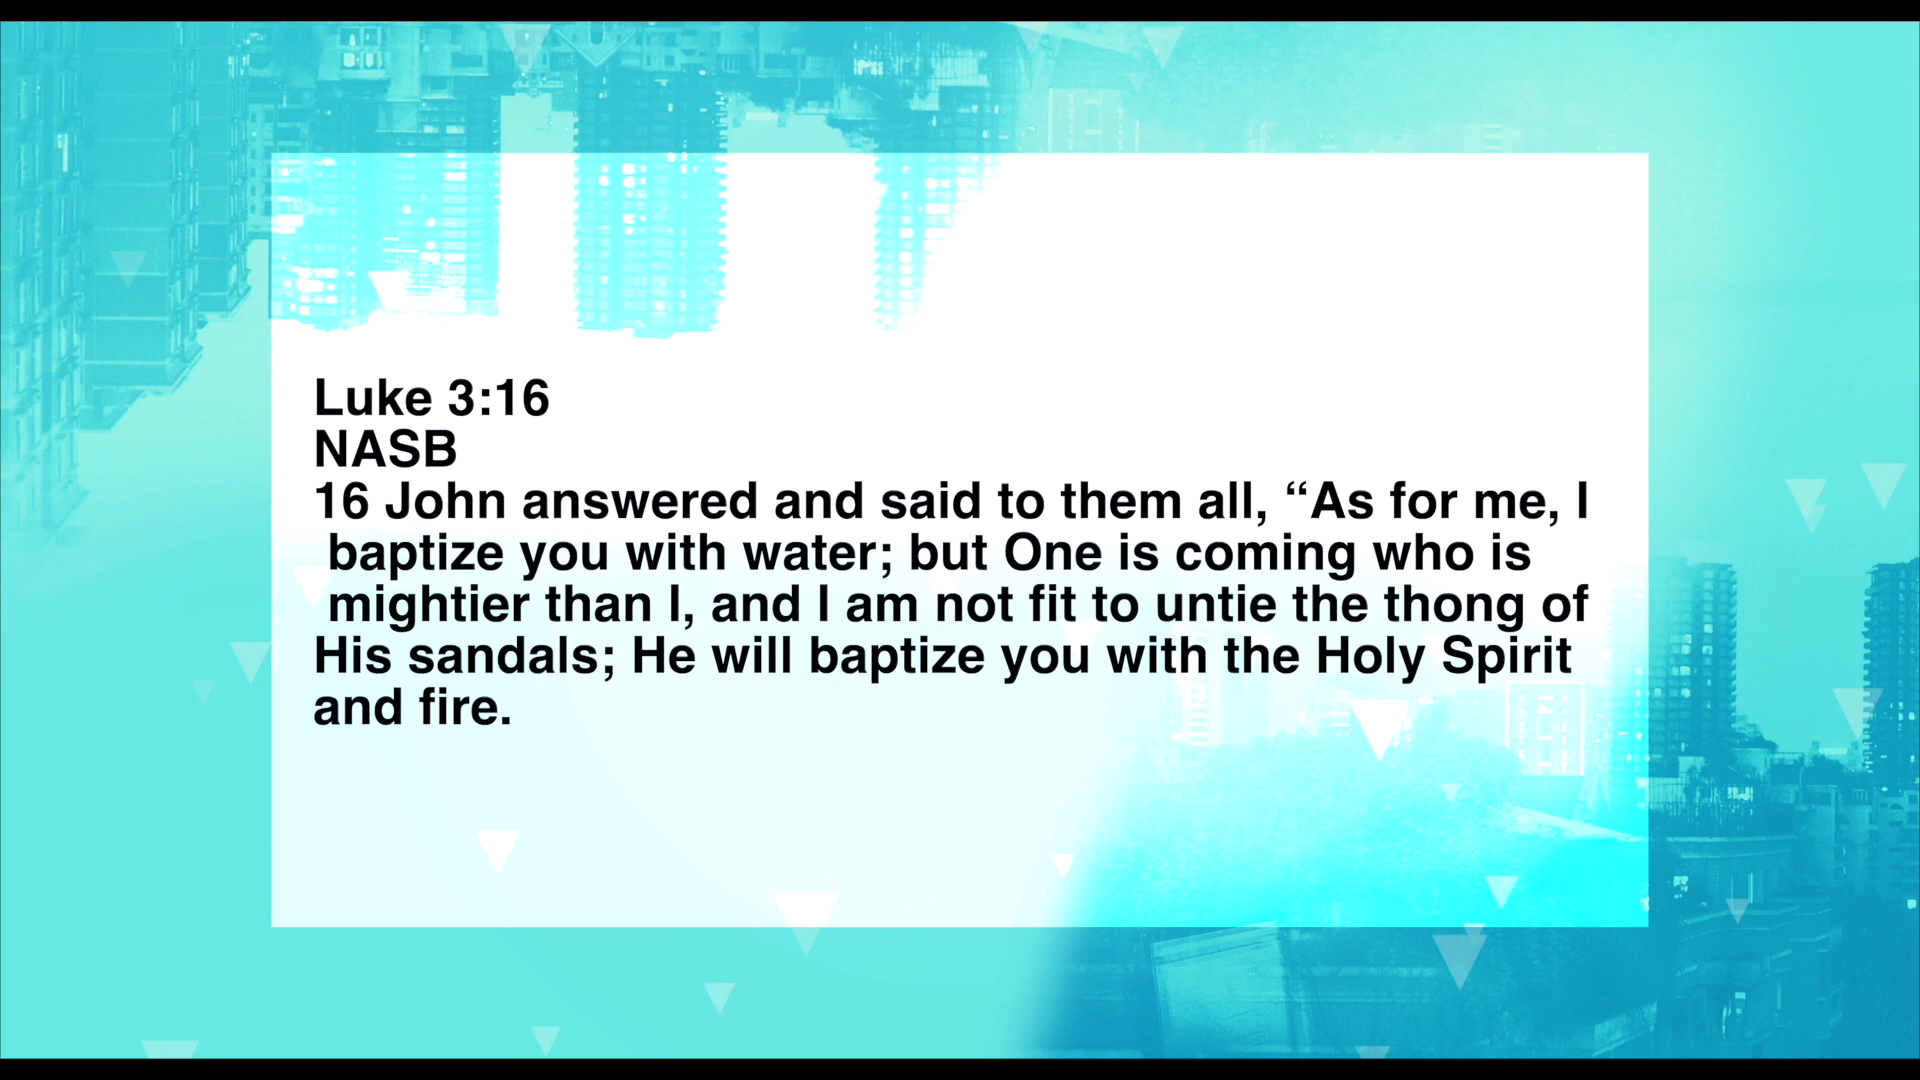 Luke 3:16
NASB
16 John answered and said to them all, “As for me, I
baptize you with water; but One is coming who is
mightier than I, and I am not fit to untie the thong of
His sandals; He will baptize you with the Holy Spirit
and fire.